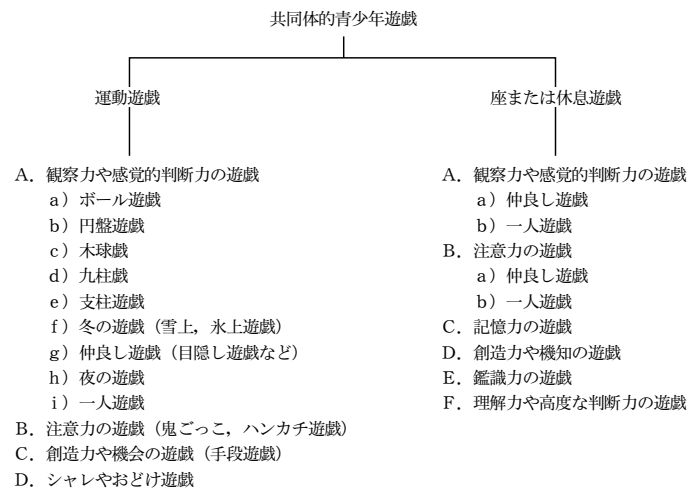 共同体的青少年遊戯
運動遊戯
A．観察力や感覚的判断力の遊戯
a）ボール遊戯
b）円盤遊戯
c）木球戯
d）九柱戯
e）支柱遊戯
f）冬の遊戯（雪上，氷上遊戯）
g）仲良し遊戯（目隠し遊戯など）
h）夜の遊戯
i）一人遊戯
B．注意力の遊戯（鬼ごっこ，ハンカチ遊戯）
C．創造力や機会の遊戯（手段遊戯）
D．シャレやおどけ遊戯
座または休息遊戯
A．観察力や感覚的判断力の遊戯
a）仲良し遊戯
b）一人遊戯
B．注意力の遊戯
a）仲良し遊戯
b）一人遊戯
C．記憶力の遊戯
D．創造力や機知の遊戯
E．鑑識力の遊戯
F．理解力や高度な判断力の遊戯